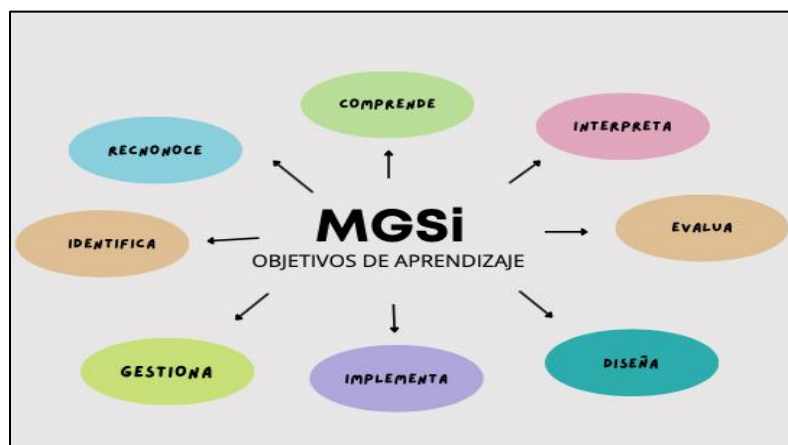 COMPRENDE
INTERPRETA
RECNONOCE
MGSi
OBJETIVOS DE APRENDIZAJE
IDENTIFICA
EVALUA
GESTIONA
IMPLEMENTA
DISEÑA